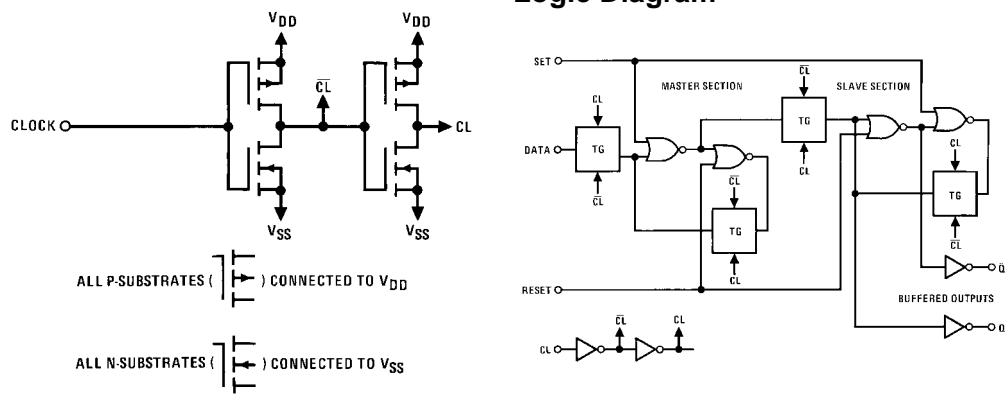 Logic Diagram
VDD
VDD
CL̅
CLOCK
CL
VSS
VSS
ALL P-SUBSTRATES ( ) CONNECTED TO VDD
ALL N-SUBSTRATES ( ) CONNECTED TO VSS
SET
MASTER SECTION
CL̅
SLAVE SECTION
CL
TG
DATA
TG
CL
CL̅
CL̅
TG
CL
CL
TG
CL̅
Q̅
RESET
BUFFERED OUTPUTS
Q
CL
CL̅
CL